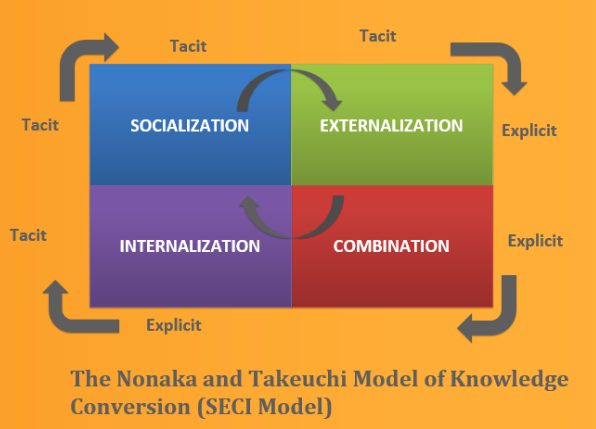 Tacit
Tacit
Tacit
SOCIALIZATION
EXTERNALIZATION
Explicit
Tacit
INTERNALIZATION
COMBINATION
Explicit
Explicit
The Nonaka and Takeuchi Model of Knowledge
Conversion (SECI Model)